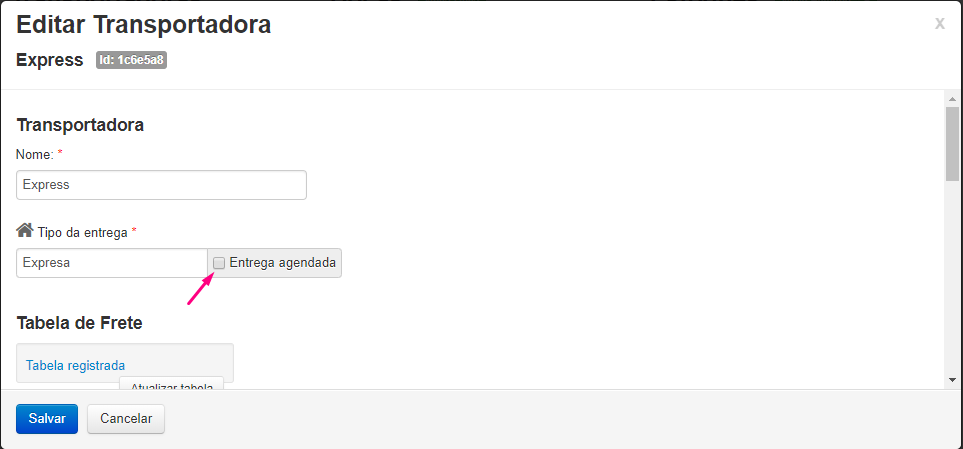 Editar Transportadora
x
Express Id: 1c6e5a8
Transportadora
Nome: *
Express
Tipo da entrega *
Expresa
Entrega agendada
Tabela de Frete
Tabela registrada
Atualizar tabela
Salvar
Cancelar